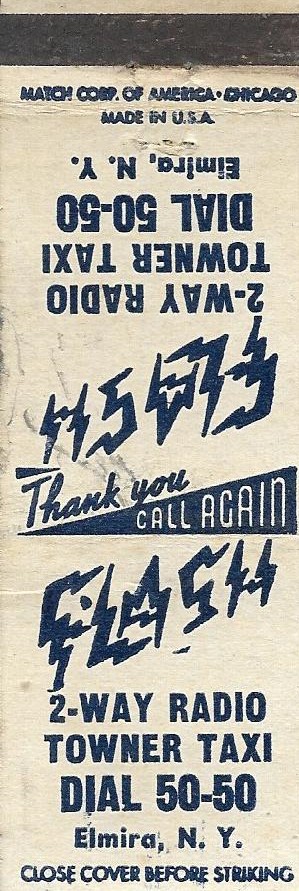 MATCH CORP. OF AMERICA • CHICAGO
MADE IN U.S.A.
Elmira, N. Y.
DIAL 50-50
TOWNER TAXI
2-WAY RADIO
FLASH
Thank you
CALL AGAIN
FLASH
2-WAY RADIO
TOWNER TAXI
DIAL 50-50
Elmira, N. Y.
CLOSE COVER BEFORE STRIKING